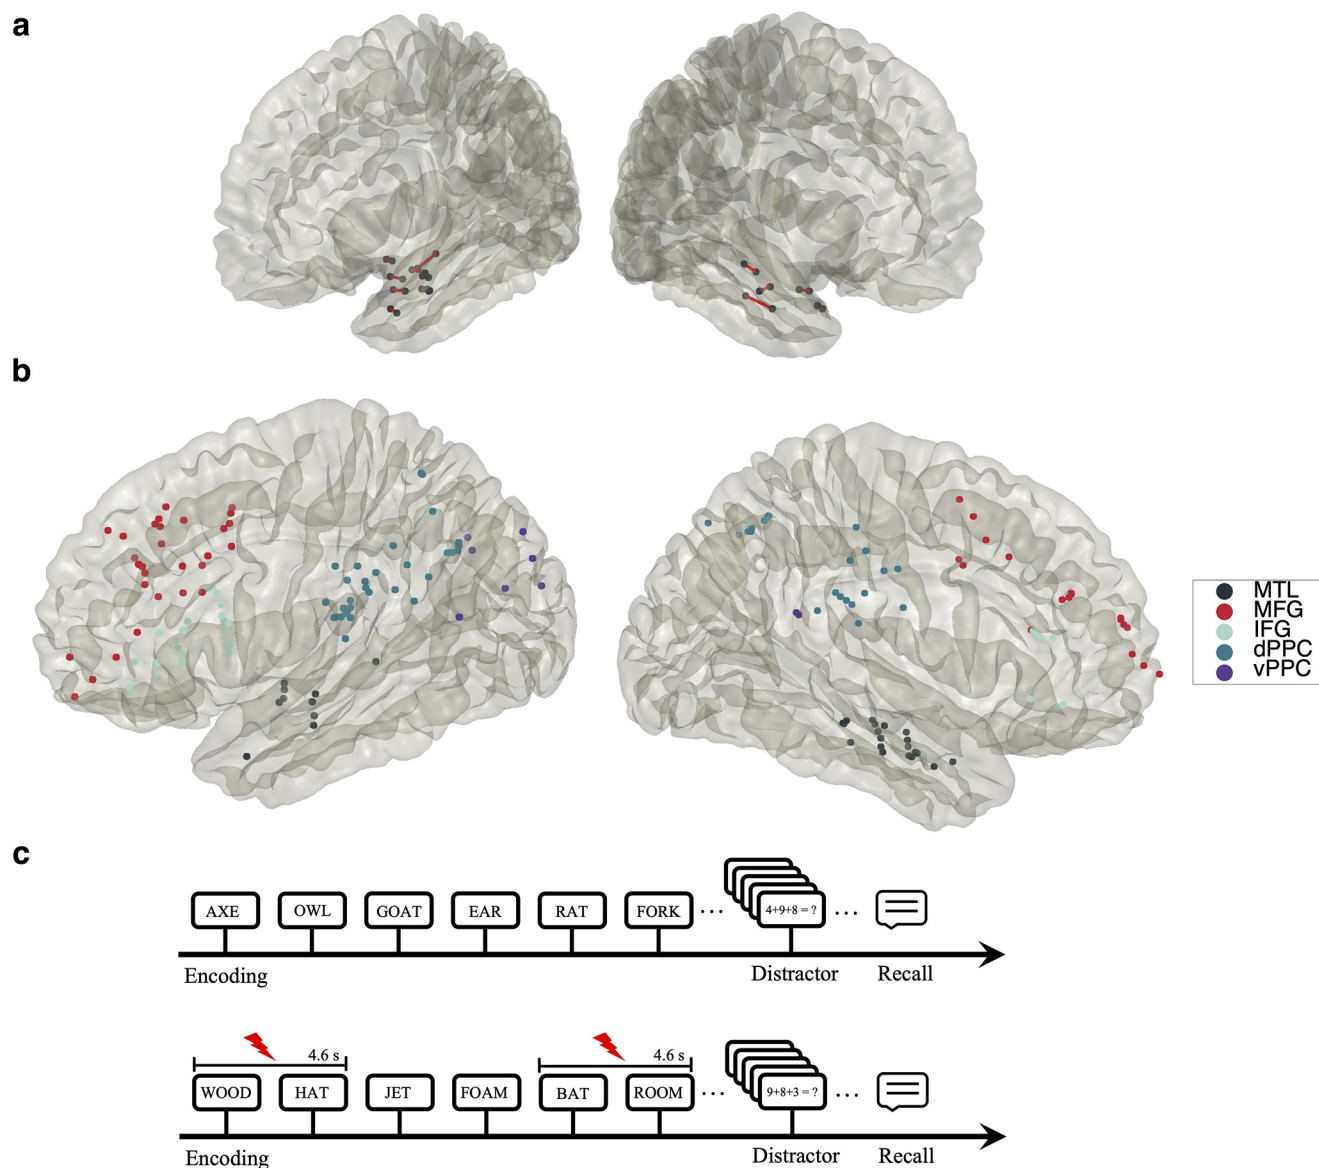 a
b
MTL
MFG
IFG
dPPC
vPPC
c
AXE OWL GOAT EAR RAT FORK ... 4+9+8 = ? ...
Encoding Distractor Recall
4.6 s 4.6 s
WOOD HAT JET FOAM BAT ROOM ... 9+8+3 = ? ...
Encoding Distractor Recall